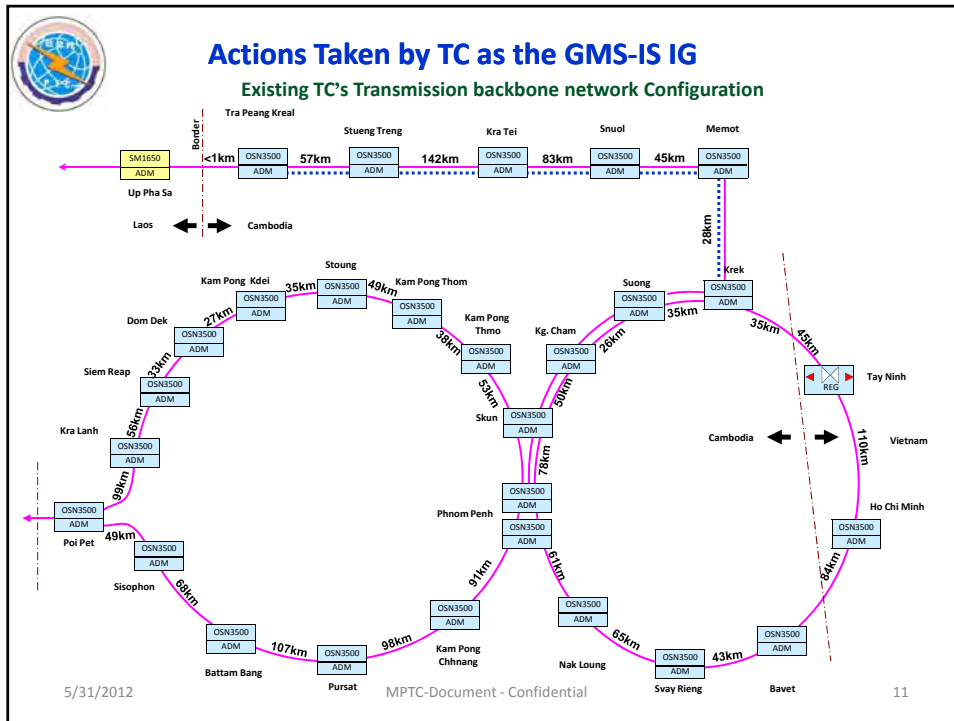 Actions Taken by TC as the GMS-IS IG
Existing TC's Transmission backbone network Configuration
Border
Tra Peang Kreal
Stueng Treng
Kra Tei
Snuol
Memot
SM1650
ADM
Up Pha Sa
<1km
OSN3500
ADM
57km
OSN3500
ADM
142km
OSN3500
ADM
83km
OSN3500
ADM
45km
OSN3500
ADM
Laos
Cambodia
28km
Krek
OSN3500
ADM
Suong
OSN3500
ADM
35km
Kg. Cham
OSN3500
ADM
26km
50km
Stoung
OSN3500
ADM
Kam Pong Kdei
OSN3500
ADM
35km
49km
Kam Pong Thom
OSN3500
ADM
Dom Dek
OSN3500
ADM
27km
38km
Kam Pong
Thmo
OSN3500
ADM
Siem Reap
OSN3500
ADM
33km
53km
Skun
OSN3500
ADM
Kra Lanh
OSN3500
ADM
56km
78km
99km
Poi Pet
OSN3500
ADM
49km
Phnom Penh
OSN3500
ADM
OSN3500
ADM
35km
45km
REG
Tay Ninh
Cambodia
Vietnam
110km
Ho Chi Minh
OSN3500
ADM
84km
Sisophon
OSN3500
ADM
68km
Battam Bang
OSN3500
ADM
107km
Pursat
OSN3500
ADM
98km
Kam Pong
Chhnang
OSN3500
ADM
91km
61km
Nak Loung
OSN3500
ADM
65km
Svay Rieng
OSN3500
ADM
43km
Bavet
OSN3500
ADM
5/31/2012
MPTC-Document - Confidential
11